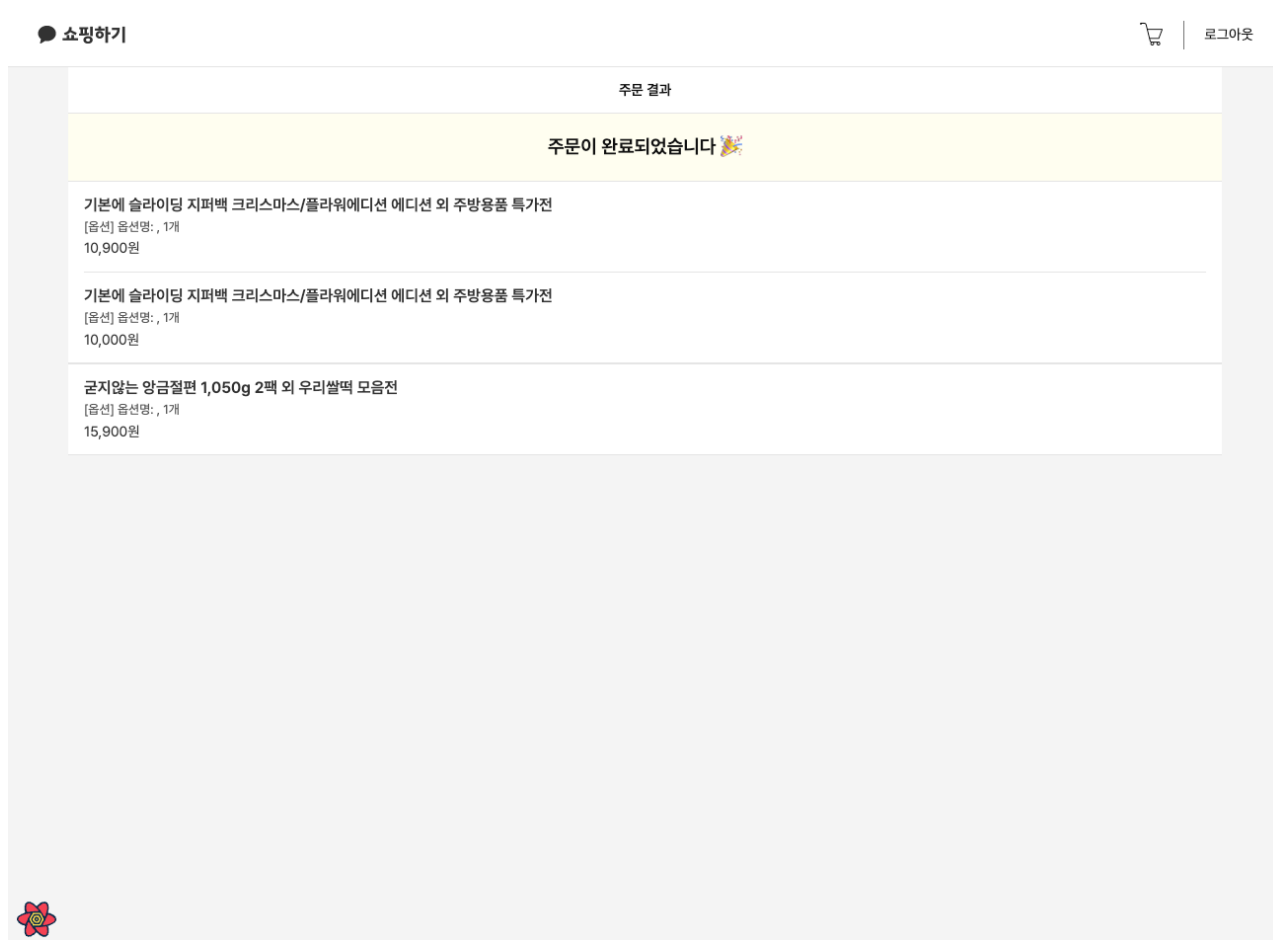 쇼핑하기
로그아웃
주문 결과
주문이 완료되었습니다 🎉
기본에 슬라이딩 지퍼백 크리스마스/플라워에디션 에디션 외 주방용품 특가전
[옵션] 옵션명: , 1개
10,900원
기본에 슬라이딩 지퍼백 크리스마스/플라워에디션 에디션 외 주방용품 특가전
[옵션] 옵션명: , 1개
10,000원
굳지않는 앙금절편 1,050g 2팩 외 우리쌀떡 모음전
[옵션] 옵션명: , 1개
15,900원